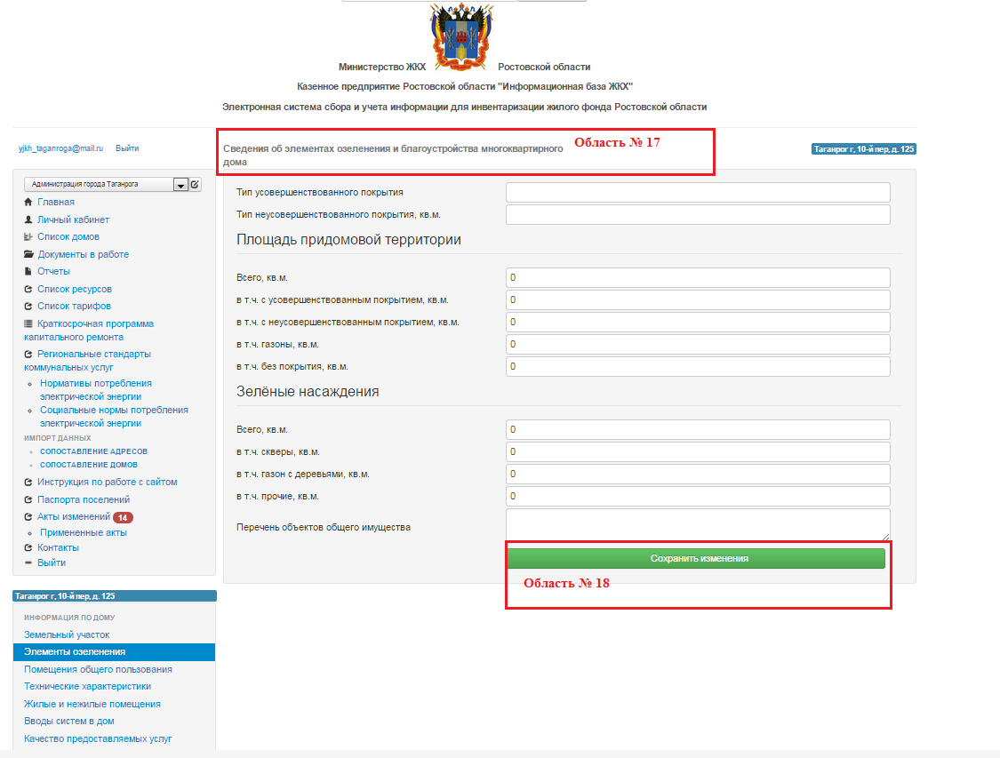 Министерство ЖКХ Ростовской области
Казенное предприятие Ростовской области "Информационная база ЖКХ"
Электронная система сбора и учета информации для инвентаризации жилого фонда Ростовской области
yjkh_taganroga@mail.ru Выйти
Администрация города Таганрога
Главная
Личный кабинет
Список домов
Документы в работе
Отчеты
Список ресурсов
Список тарифов
Краткосрочная программа
капитального ремонта
Региональные стандарты
коммунальных услуг
Нормативы потребления
электрической энергии
Социальные нормы потребления
электрической энергии
ИМПОРТ ДАННЫХ
СОПОСТАВЛЕНИЕ АДРЕСОВ
СОПОСТАВЛЕНИЕ ДОМОВ
Инструкция по работе с сайтом
Паспорта поселений
Акты изменений 14
Примененные акты
Контакты
Выйти
Таганрог г, 10-й пер, д. 125
ИНФОРМАЦИЯ ПО ДОМУ
Земельный участок
Элементы озеленения
Помещения общего пользования
Технические характеристики
Жилые и нежилые помещения
Вводы систем в дом
Качество предоставляемых услуг
Сведения об элементах озеленения и благоустройства многоквартирного
дома
Область № 17
Таганрог г, 10-й пер, д. 125
Тип усовершенствованного покрытия
Тип неусовершенствованного покрытия, кв.м.
Площадь придомовой территории
Всего, кв.м. 0
в т.ч. с усовершенствованным покрытием, кв.м. 0
в т.ч. с неусовершенствованным покрытием, кв.м. 0
в т.ч. газоны, кв.м. 0
в т.ч. без покрытия, кв.м. 0
Зелёные насаждения
Всего, кв.м. 0
в т.ч. скверы, кв.м. 0
в т.ч. газон с деревьями, кв.м. 0
в т.ч. прочие, кв.м. 0
Перечень объектов общего имущества
Сохранить изменения
Область № 18